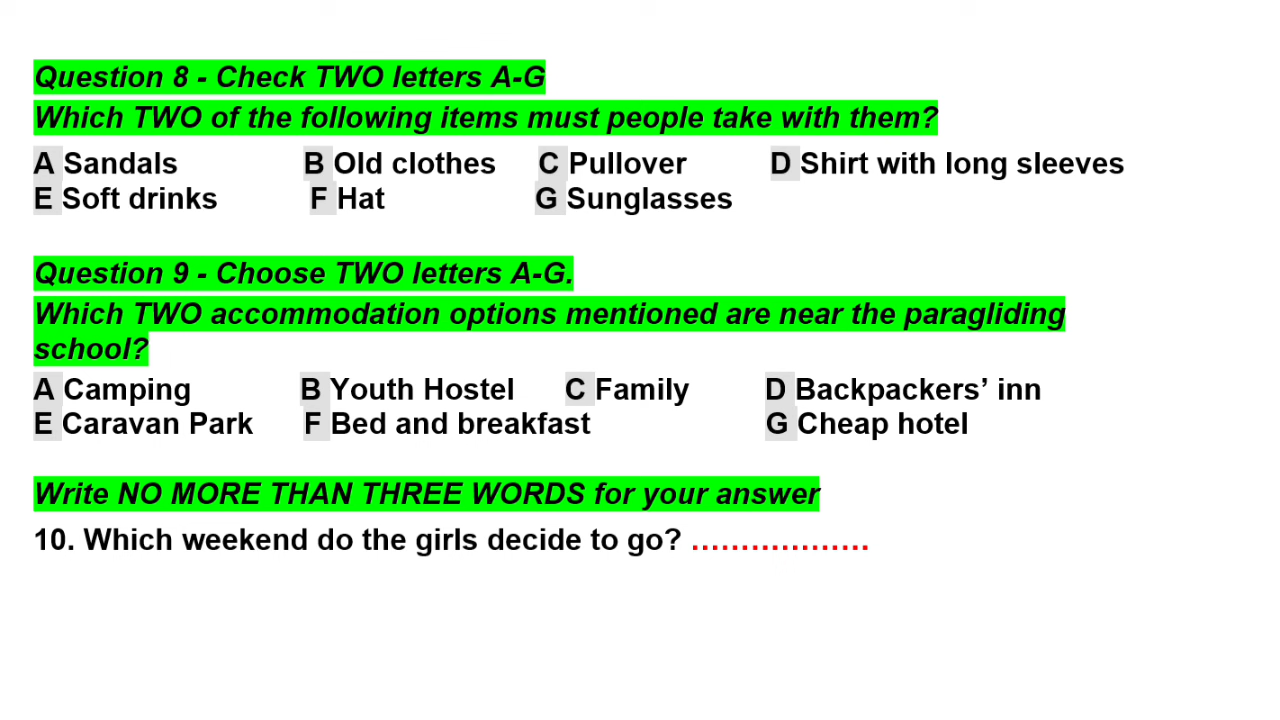 Question 8 - Check TWO letters A-G
Which TWO of the following items must people take with them?
A Sandals B Old clothes C Pullover D Shirt with long sleeves
E Soft drinks F Hat G Sunglasses
Question 9 - Choose TWO letters A-G.
Which TWO accommodation options mentioned are near the paragliding
school?
A Camping B Youth Hostel C Family D Backpackers’ inn
E Caravan Park F Bed and breakfast G Cheap hotel
Write NO MORE THAN THREE WORDS for your answer
10. Which weekend do the girls decide to go? ………………